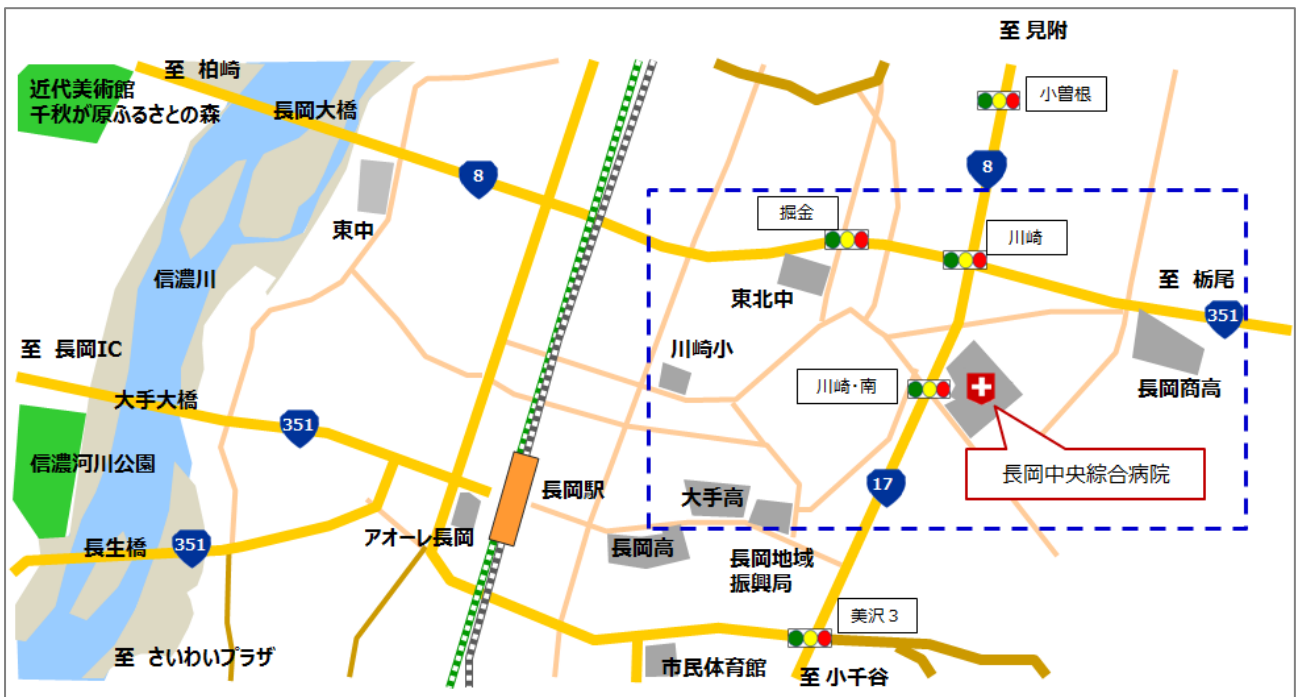 至 見附
近代美術館
千秋が原ふるさとの森
至 柏崎
長岡大橋
小曽根
8
8
東中
掘金
川崎
信濃川
東北中
至 栃尾
351
至 長岡IC
川崎小
川崎・南
長岡商高
大手大橋
351
信濃河川公園
長岡中央綜合病院
長岡駅
大手高
17
アオーレ長岡
長生橋
351
長岡高
長岡地域
振興局
美沢３
至 さいわいプラザ
市民体育館
至 小千谷